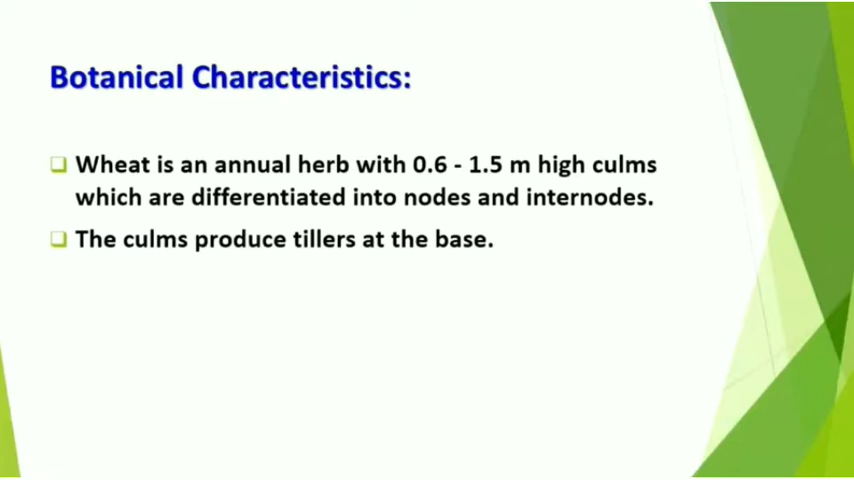 Botanical Characteristics:
Wheat is an annual herb with 0.6 - 1.5 m high culms
which are differentiated into nodes and internodes.
The culms produce tillers at the base.